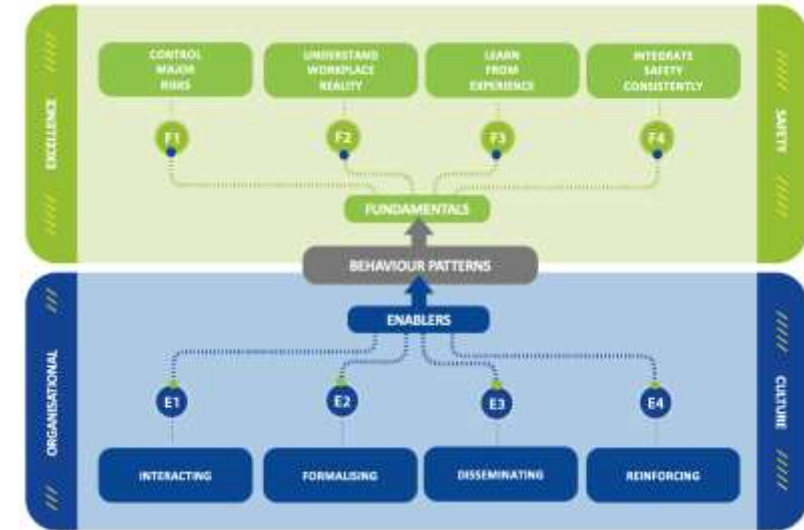 CONTROL
MAJOR
RISKS
UNDERSTAND
WORKPLACE
REALITY
LEARN
FROM
EXPERIENCE
INTEGRATE
SAFETY
CONSISTENTLY
EXCELLENCE
SAFETY
F1
F2
F3
F4
FUNDAMENTALS
BEHAVIOUR PATTERNS
ENABLERS
ORGANISATIONAL
CULTURE
E1
E2
E3
E4
INTERACTING
FORMALISING
DISSEMINATING
REINFORCING